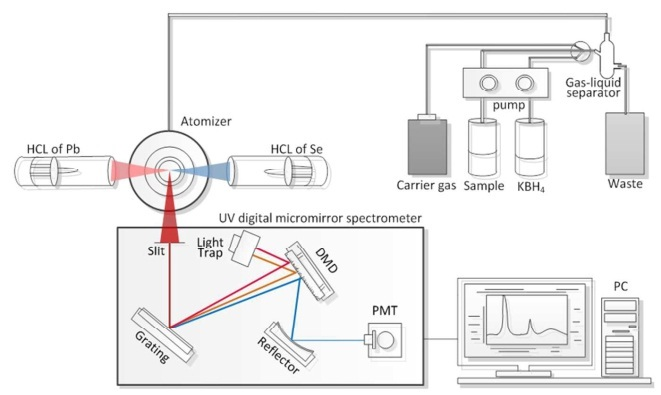 Gas-liquid
separator
pump
Atomizer
HCL of Pb
HCL of Se
Carrier gas
Sample
KBH₄
Waste
UV digital micromirror spectrometer
Slit
Light
Trap
DMD
PMT
PC
Grating
Reflector